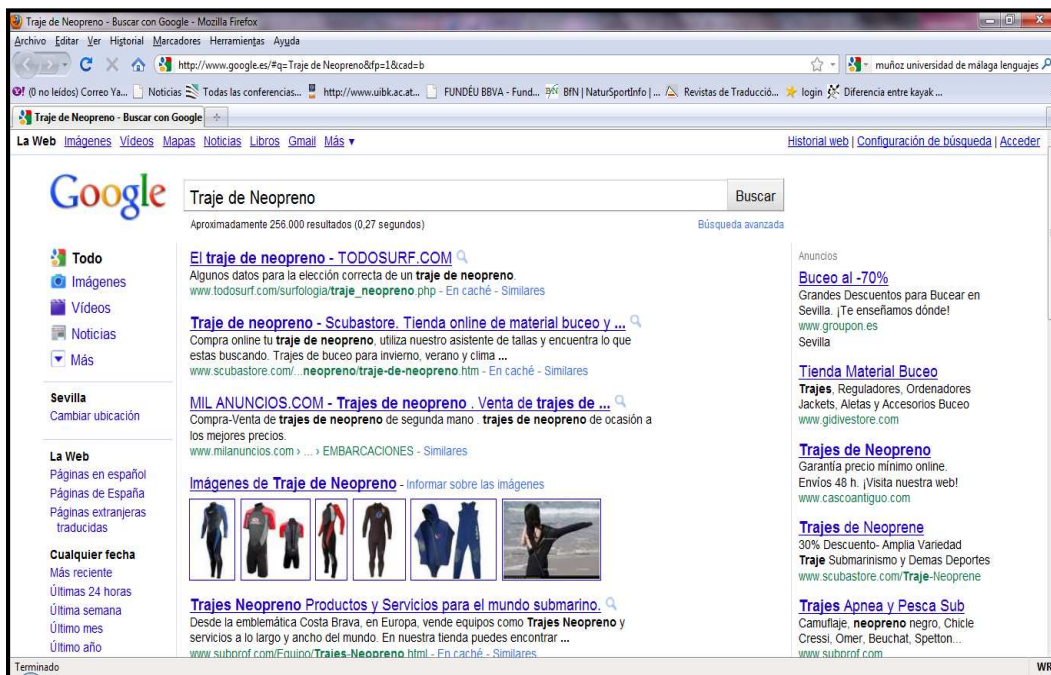 Traje de Neopreno - Buscar con Google - Mozilla Firefox
Archivo Editar Ver Historial Marcadores Herramientas Ayuda
http://www.google.es/#q=Traje de Neopreno&fp=1&cad=b
muñoz universidad de málaga lenguajes
(0 no leídos) Correo Ya... Noticias Todas las conferencias... http://www.uibk.ac.at... FUNDÉU BBVA - Fund... BfN | NaturSportInfo | ... Revistas de Traducció... login Diferencia entre kayak ...
Traje de Neopreno - Buscar con Google
La Web Imágenes Vídeos Mapas Noticias Libros Gmail Más ▾
Historial web | Configuración de búsqueda | Acceder
Google
Traje de Neopreno
Buscar
Aproximadamente 256.000 resultados (0,27 segundos)
Búsqueda avanzada
Todo
Imágenes
Vídeos
Noticias
Más
Sevilla
Cambiar ubicación
La Web
Páginas en español
Páginas de España
Páginas extranjeras
traducidas
Cualquier fecha
Más reciente
Últimas 24 horas
Última semana
Último mes
Último año
El traje de neopreno - TODOSURF.COM
Algunos datos para la elección correcta de un traje de neopreno.
www.todosurf.com/surfologia/traje_neopreno.php - En caché - Similares
Traje de neopreno - Scubastore. Tienda online de material buceo y ...
Compra online tu traje de neopreno, utiliza nuestro asistente de tallas y encuentra lo que
estas buscando. Trajes de buceo para invierno, verano y clima ...
www.scubastore.com/...neopreno/traje-de-neopreno.htm - En caché - Similares
MIL ANUNCIOS.COM - Trajes de neopreno . Venta de trajes de ...
Compra-Venta de trajes de neopreno de segunda mano . trajes de neopreno de ocasión a
los mejores precios.
www.milanuncios.com › ... › EMBARCACIONES - Similares
Imágenes de Traje de Neopreno - Informar sobre las imágenes
Trajes Neopreno Productos y Servicios para el mundo submarino.
Desde la emblemática Costa Brava, en Europa, vende equipos como Trajes Neopreno y
servicios a lo largo y ancho del mundo. En nuestra tienda puedes encontrar ...
www.subprof.com/Equipo/Trajes-Neopreno.html - En caché - Similares
Anuncios
Buceo al -70%
Grandes Descuentos para Bucear en
Sevilla. ¡Te enseñamos dónde!
www.groupon.es
Sevilla
Tienda Material Buceo
Trajes, Reguladores, Ordenadores
Jackets, Aletas y Accesorios Buceo
www.gidivestore.com
Trajes de Neopreno
Garantía precio mínimo online.
Envíos 48 h. ¡Visita nuestra web!
www.cascoantiguo.com
Trajes de Neoprene
30% Descuento- Amplia Variedad
Traje Submarinismo y Demas Deportes
www.scubastore.com/Traje-Neoprene
Trajes Apnea y Pesca Sub
Camuflaje, neopreno negro, Chicle
Cressi, Omer, Beuchat, Spetton...
www.subprof.com
Terminado